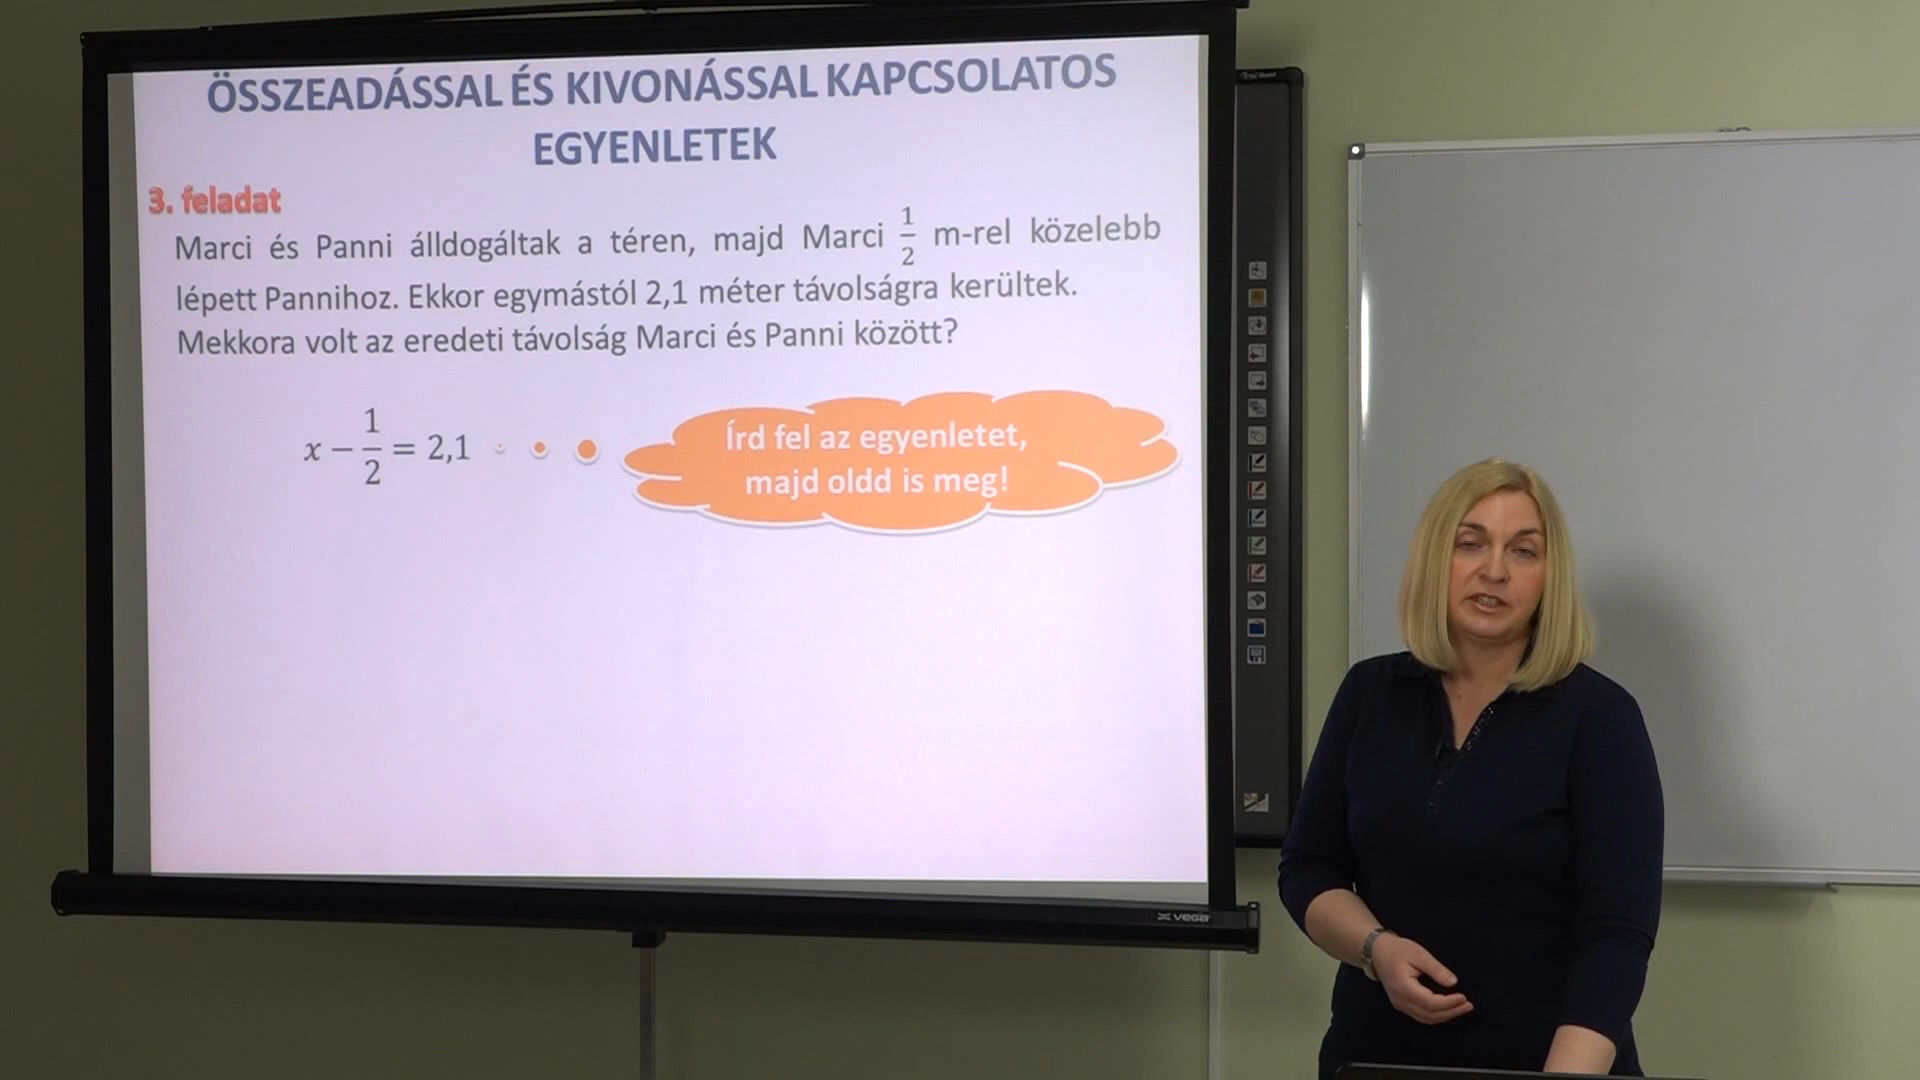 ÖSSZEADÁSSAL ÉS KIVONÁSSAL KAPCSOLATOS
EGYENLETEK
3. feladat
Marci és Panni álldogáltak a téren, majd Marci 1/2 m-rel közelebb
lépett Pannihoz. Ekkor egymástól 2,1 méter távolságra kerültek.
Mekkora volt az eredeti távolság Marci és Panni között?
x − 1/2 = 2,1
Írd fel az egyenletet,
majd oldd is meg!
VEGA